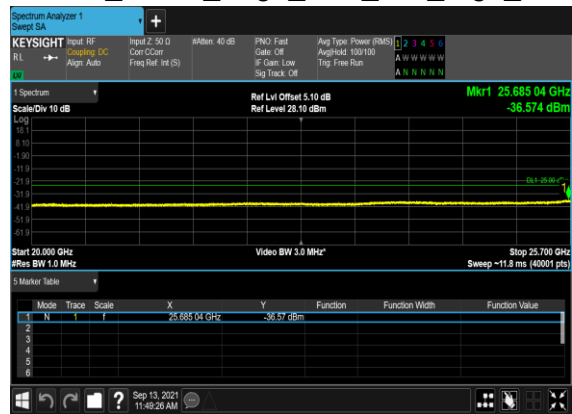 Spectrum Analyzer 1
Swept SA
KEYSIGHT Input: RF Input Z: 50 Ω #Atten: 40 dB PNO: Fast Avg Type: Power (RMS) 1 2 3 4 5 6
RL Coupling: DC Corr CCorr Gate: Off Avg|Hold: 100/100
Align: Auto Freq Ref: Int (S) IF Gain: Low Trig: Free Run A W W W W W
LW Sig Track: Off A N N N N N
1 Spectrum Ref Lvl Offset 5.10 dB Mkr1 25.685 04 GHz
Scale/Div 10 dB Ref Level 28.10 dBm -36.574 dBm
Log
18.1
8.10
-1.90
-11.9
-21.9 DL1 -25.00
-31.9 1
-41.9
-51.9
-61.9
Start 20.000 GHz Video BW 3.0 MHz* Stop 25.700 GHz
#Res BW 1.0 MHz Sweep ~11.8 ms (40001 pts)
5 Marker Table
Mode Trace Scale X Y Function Function Width Function Value
1 N 1 f 25.685 04 GHz -36.57 dBm
2
3
4
5
6
? Sep 13, 2021
11:49:26 AM